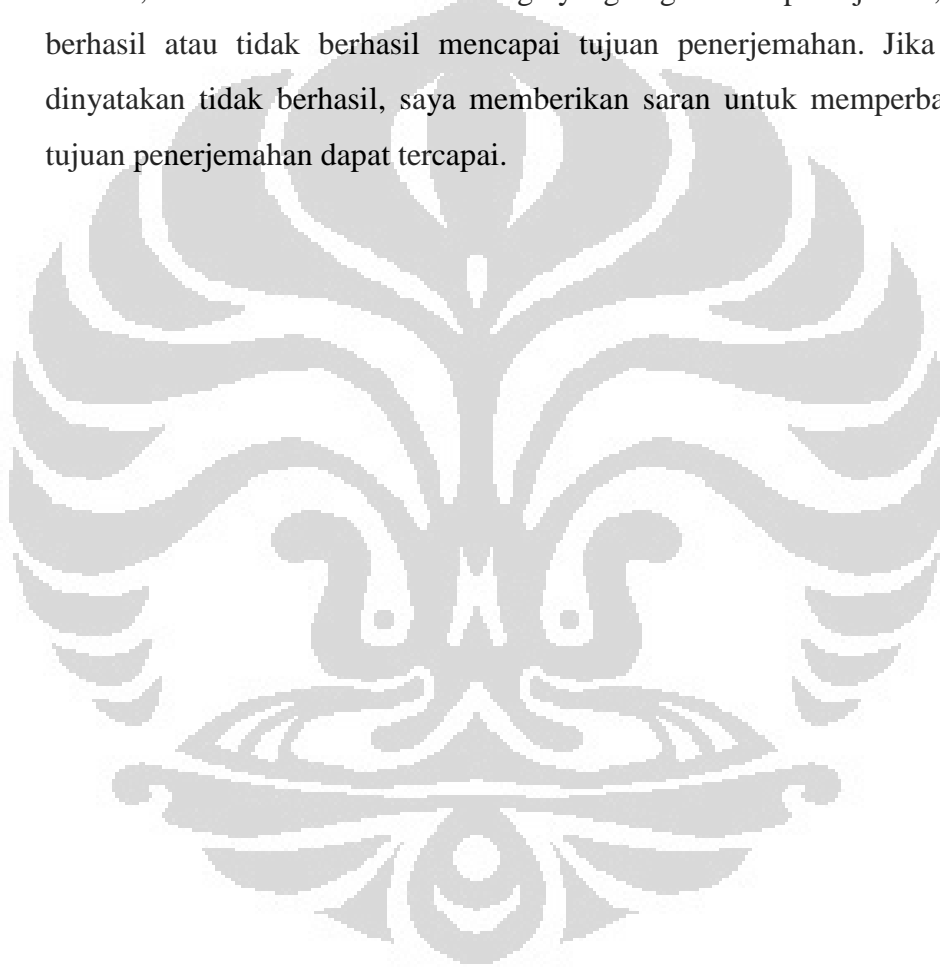 berhasil atau tidak berhasil mencapai tujuan penerjemahan. Jika
dinyatakan tidak berhasil, saya memberikan saran untuk
tujuan penerjemahan dapat tercapai.